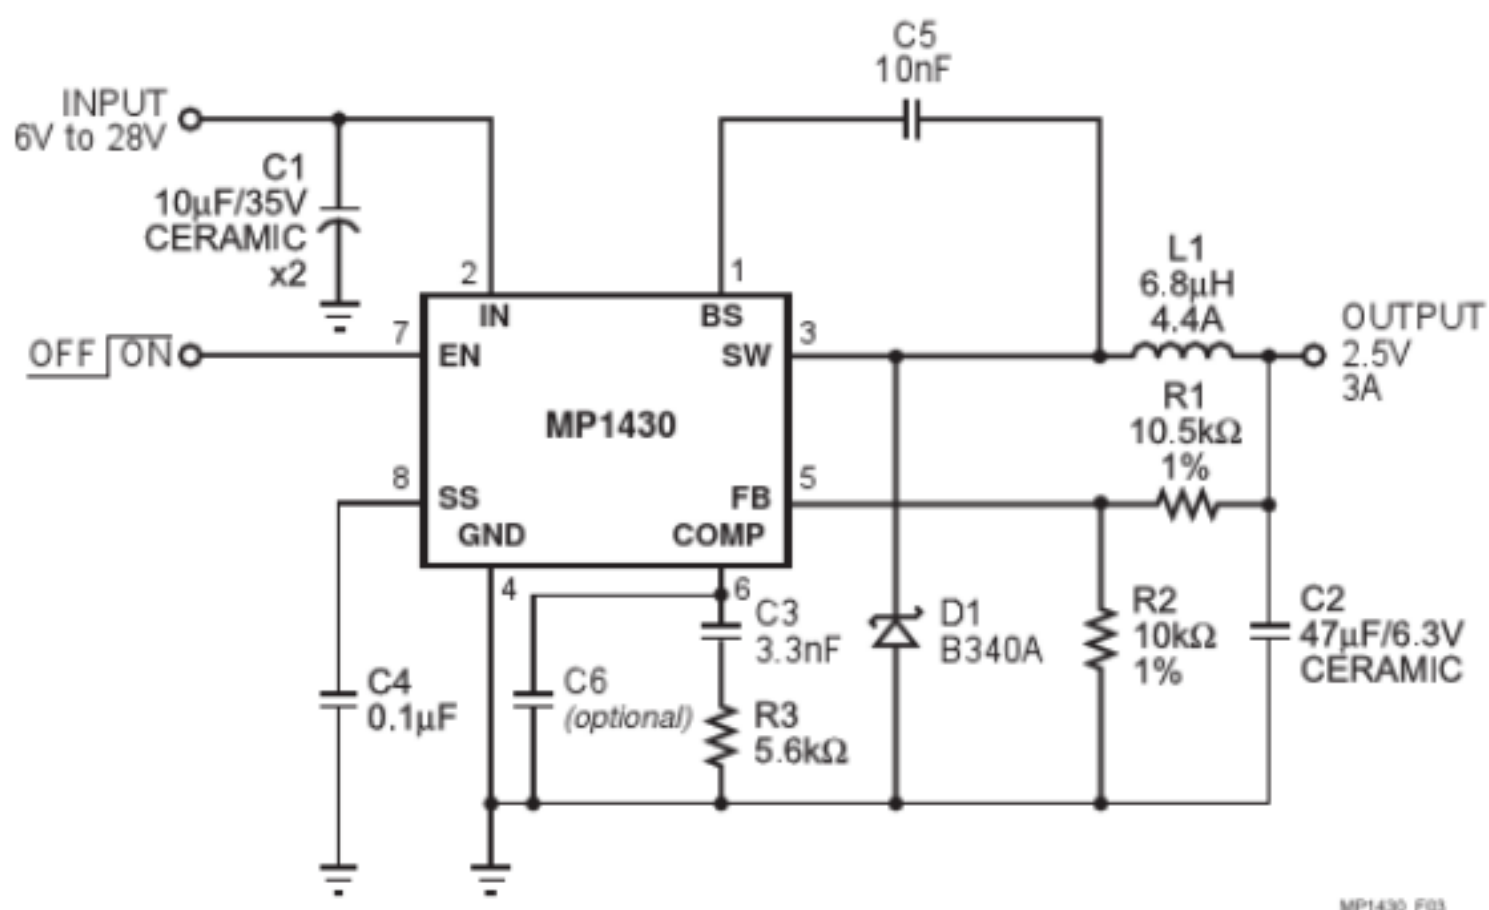 C5
10nF
INPUT
6V to 28V
C1
10µF/35V
CERAMIC
x2
2
1
IN
BS
L1
6.8µH
4.4A
OUTPUT
2.5V
3A
OFF ON
7
EN
3
SW
MP1430
R1
10.5kΩ
1%
8
SS
5
FB
GND
COMP
4
6
C3
3.3nF
D1
B340A
R2
10kΩ
1%
C2
47µF/6.3V
CERAMIC
C4
0.1µF
C6
(optional)
R3
5.6kΩ
MP1430_F03